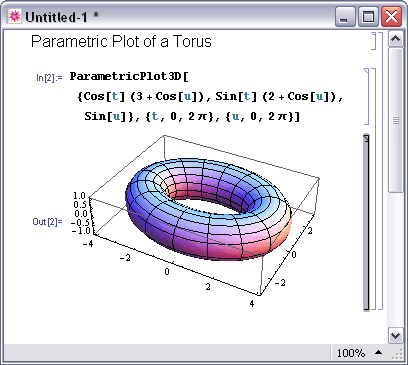 Untitled-1 *
Parametric Plot of a Torus
In[2]:= ParametricPlot3D[
{Cos[t] (3 + Cos[u]), Sin[t] (2 + Cos[u]),
Sin[u]}, {t, 0, 2 π}, {u, 0, 2 π}]
Out[2]=
1.0
0.5
0.0
-0.5
-1.0
-4
-2
0
2
4
-2
0
2
100%